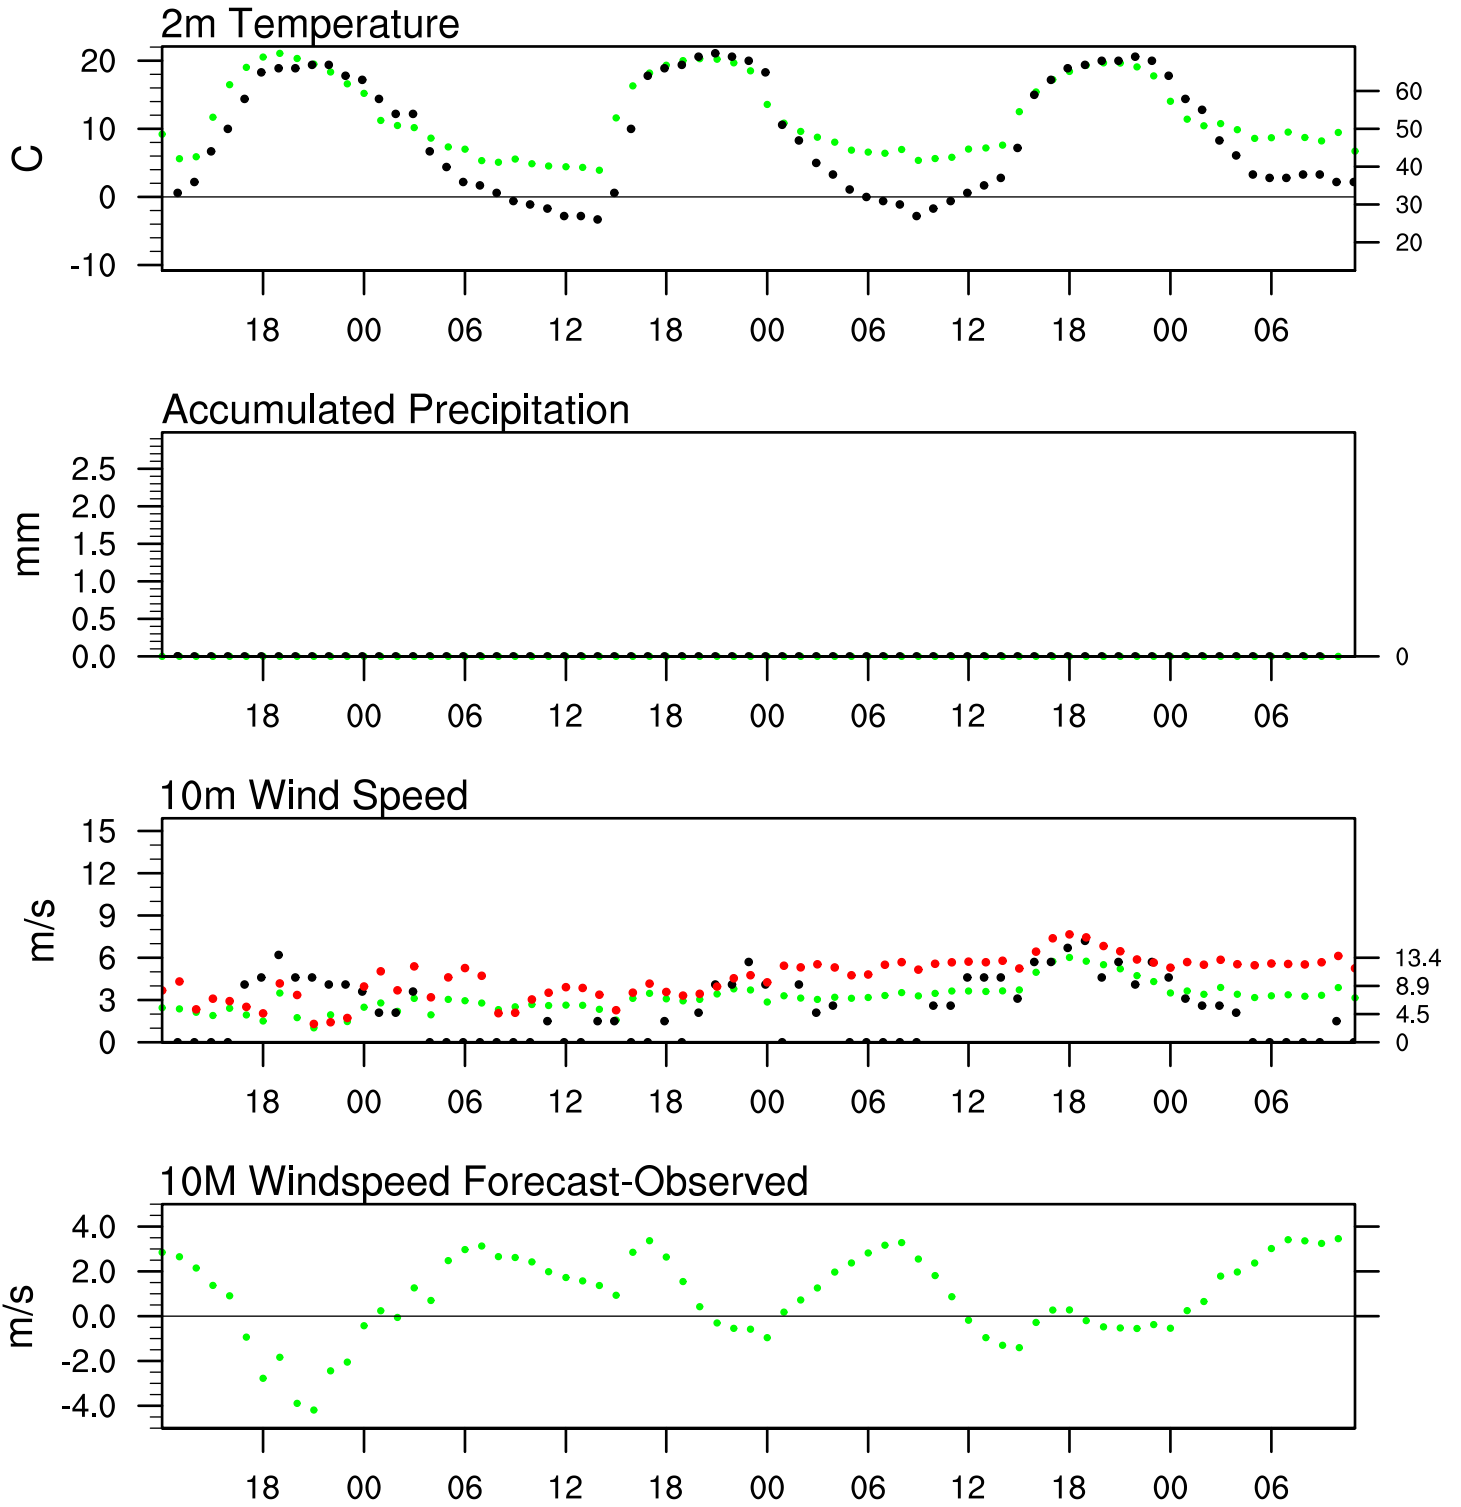 2m Temperature
20
10
0
-10
C
60
50
40
30
20
18 00 06 12 18 00 06 12 18 00 06
Accumulated Precipitation
2.5
2.0
1.5
1.0
0.5
0.0
mm
0
18 00 06 12 18 00 06 12 18 00 06
10m Wind Speed
15
12
9
6
3
0
m/s
13.4
8.9
4.5
0
18 00 06 12 18 00 06 12 18 00 06
10M Windspeed Forecast-Observed
4.0
2.0
0.0
-2.0
-4.0
m/s
18 00 06 12 18 00 06 12 18 00 06